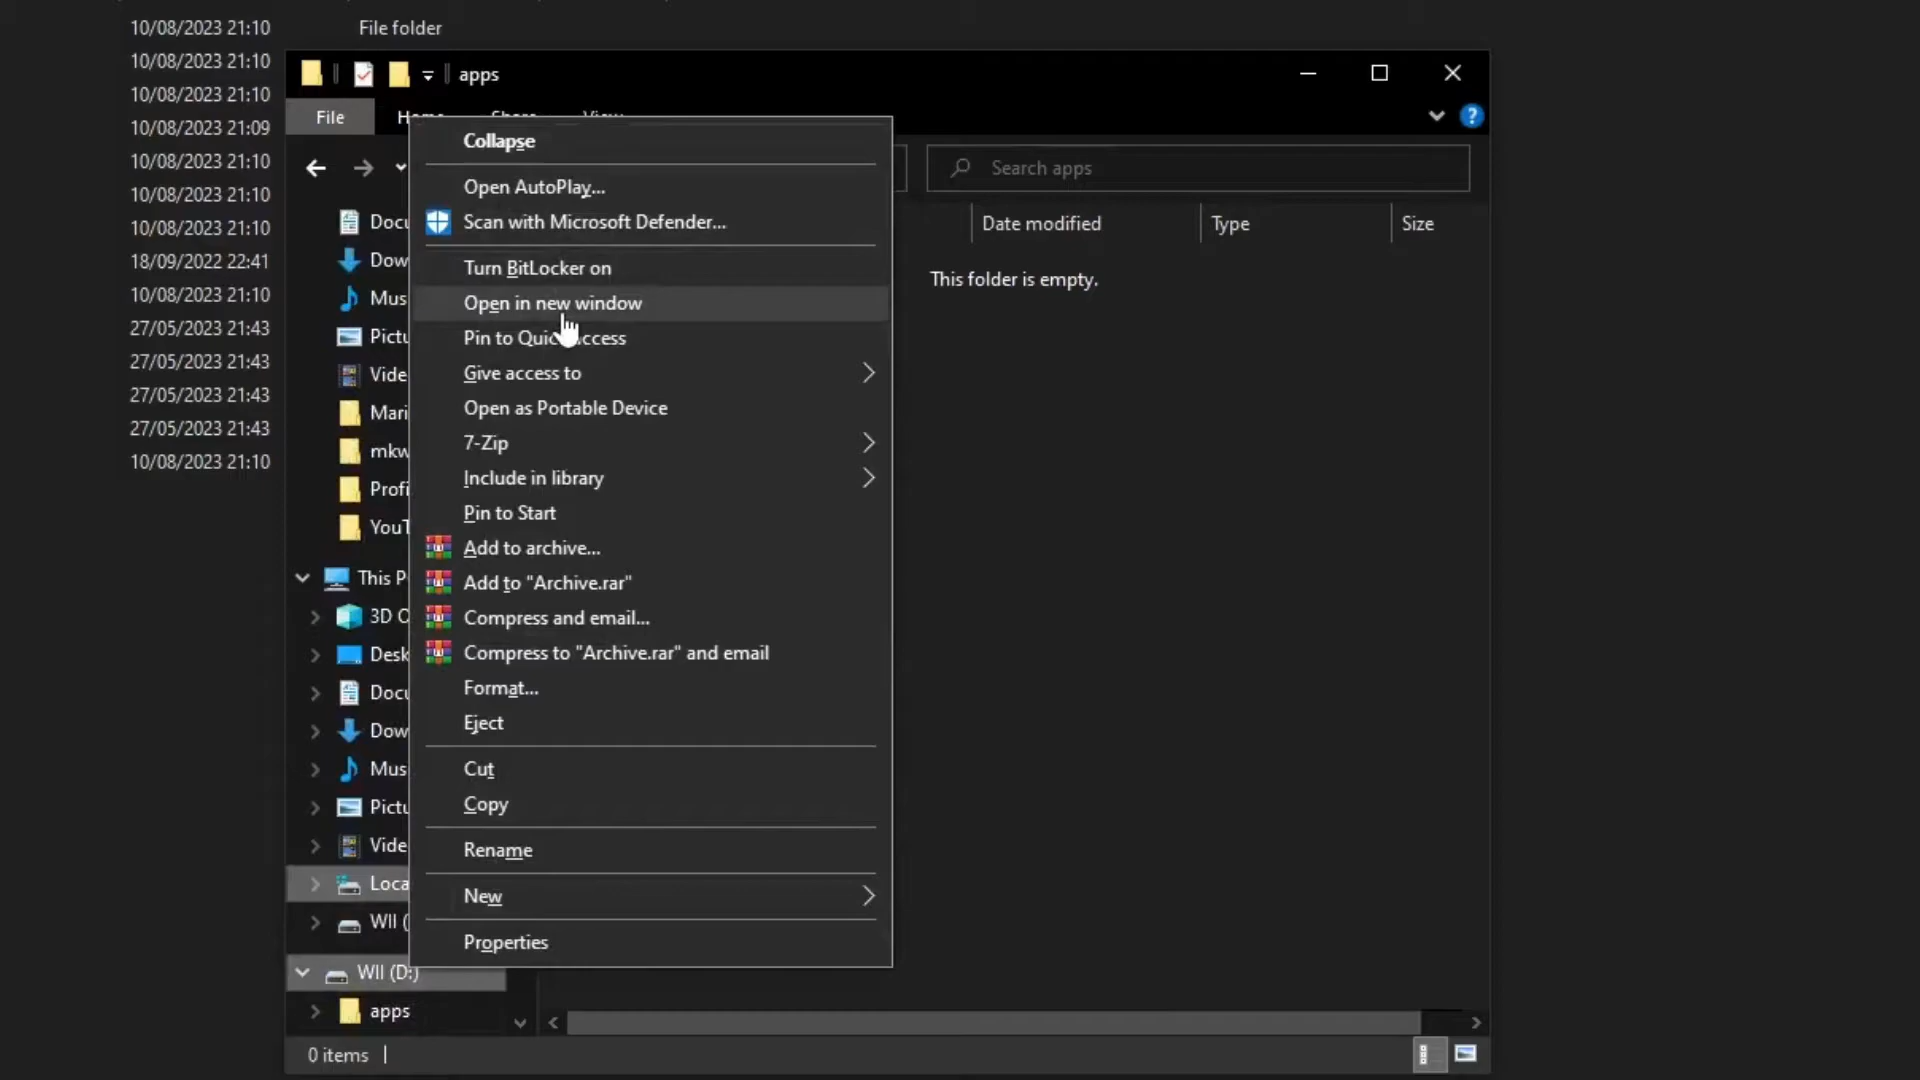 10/08/2023 21:10 File folder
10/08/2023 21:10
10/08/2023 21:10
10/08/2023 21:09
10/08/2023 21:10
10/08/2023 21:10
10/08/2023 21:10
18/09/2022 22:41
10/08/2023 21:10
27/05/2023 21:43
27/05/2023 21:43
27/05/2023 21:43
27/05/2023 21:43
10/08/2023 21:10
apps
File Home Share View
Search apps
Date modified Type Size
This folder is empty.
Docu
Dow
Mus
Pictu
Vide
Mari
mkw
Profi
YouT
This P
3D O
Desk
Docu
Dow
Mus
Pictu
Vide
Loca
WII (
WII (D:)
apps
0 items
Collapse
Open AutoPlay...
Scan with Microsoft Defender...
Turn BitLocker on
Open in new window
Pin to Quick access
Give access to
Open as Portable Device
7-Zip
Include in library
Pin to Start
Add to archive...
Add to "Archive.rar"
Compress and email...
Compress to "Archive.rar" and email
Format...
Eject
Cut
Copy
Rename
New
Properties